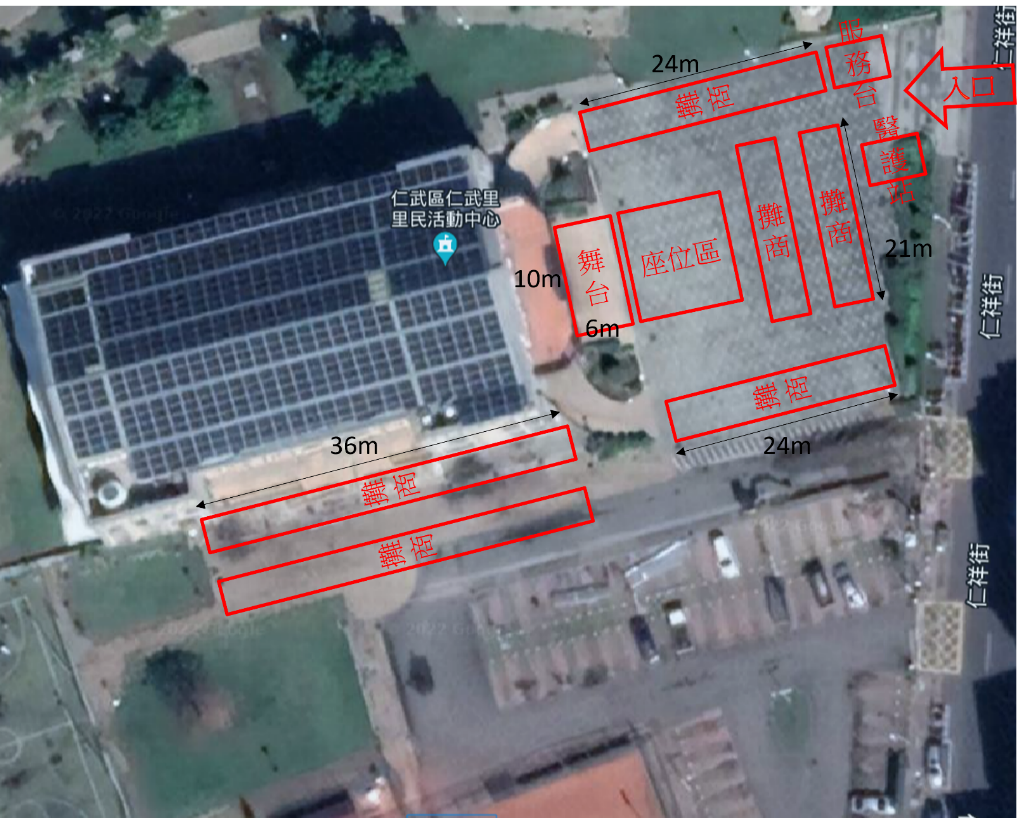 仁祥街
服務台
24m
入口
攤商
醫護站
仁武區仁武里
里民活動中心
攤商
攤商
21m
舞台
座位區
10m
仁祥街
6m
攤商
36m
24m
攤商
攤商
仁祥街